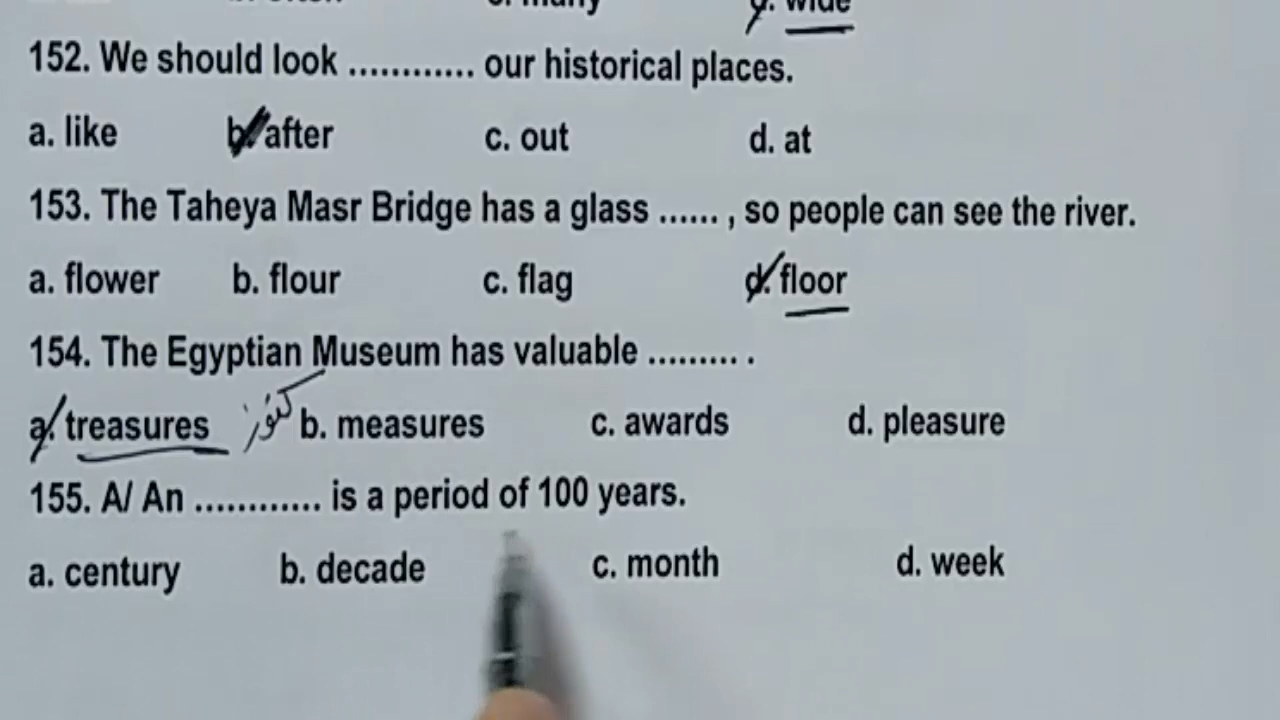 c. many d. wide
152. We should look ............ our historical places.
a. like b. after c. out d. at
153. The Taheya Masr Bridge has a glass ...... , so people can see the river.
a. flower b. flour c. flag d. floor
154. The Egyptian Museum has valuable ......... .
a. treasures كنوز b. measures c. awards d. pleasure
155. A/ An ............ is a period of 100 years.
a. century b. decade c. month d. week